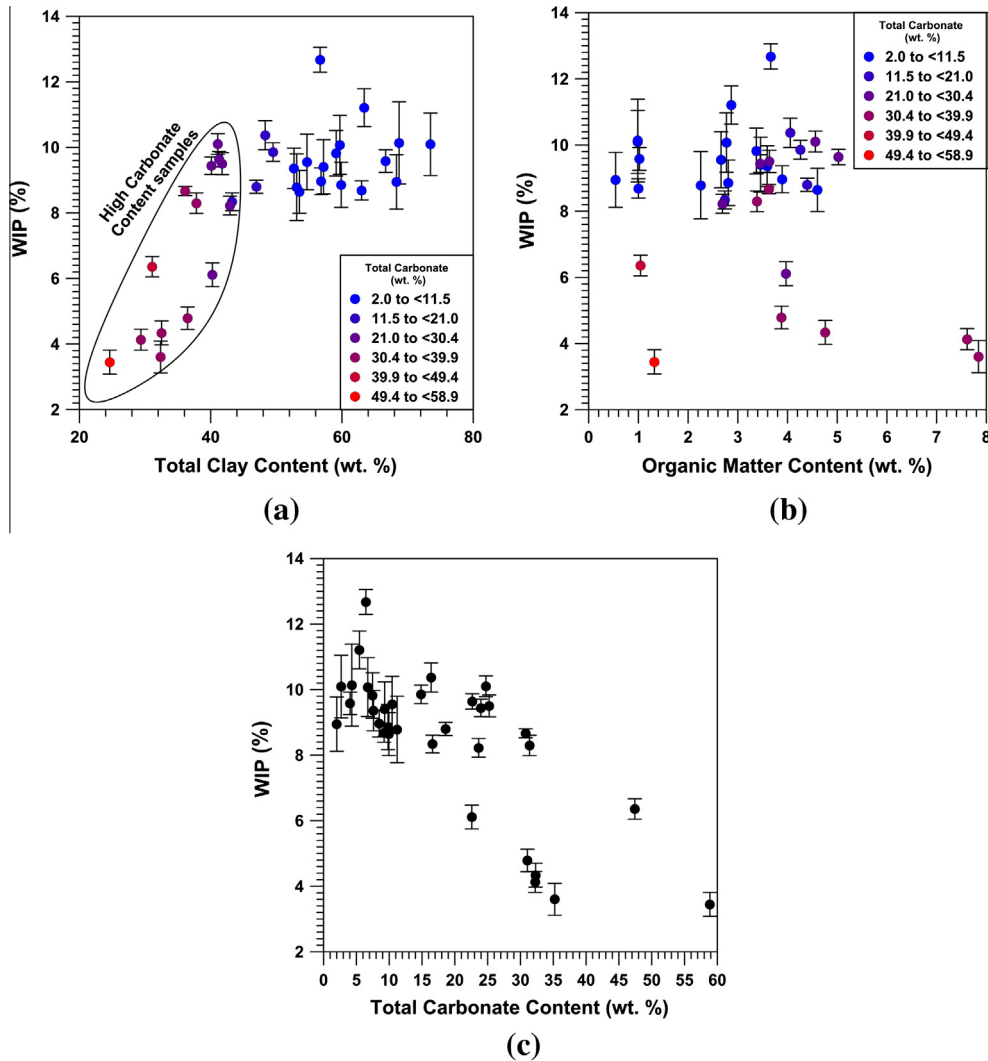 14
12
10
8
6
4
2
WIP (%)
High Carbonate
Content samples
Total Carbonate
(wt. %)
2.0 to <11.5
11.5 to <21.0
21.0 to <30.4
30.4 to <39.9
39.9 to <49.4
49.4 to <58.9
20 40 60 80
Total Clay Content (wt. %)
(a)
14
12
10
8
6
4
2
WIP (%)
Total Carbonate
(wt. %)
2.0 to <11.5
11.5 to <21.0
21.0 to <30.4
30.4 to <39.9
39.9 to <49.4
49.4 to <58.9
0 1 2 3 4 5 6 7 8
Organic Matter Content (wt. %)
(b)
14
12
10
8
6
4
2
WIP (%)
0 5 10 15 20 25 30 35 40 45 50 55 60
Total Carbonate Content (wt. %)
(c)